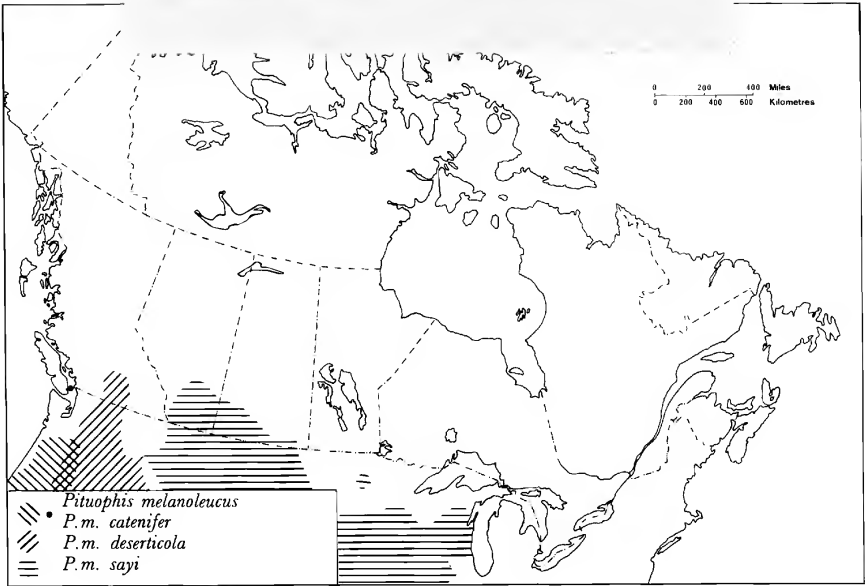 0 200 400 Miles
0 200 400 600 Kilometres
Pituophis melanoleucus
P.m. catenifer
P.m. deserticola
P.m. sayi